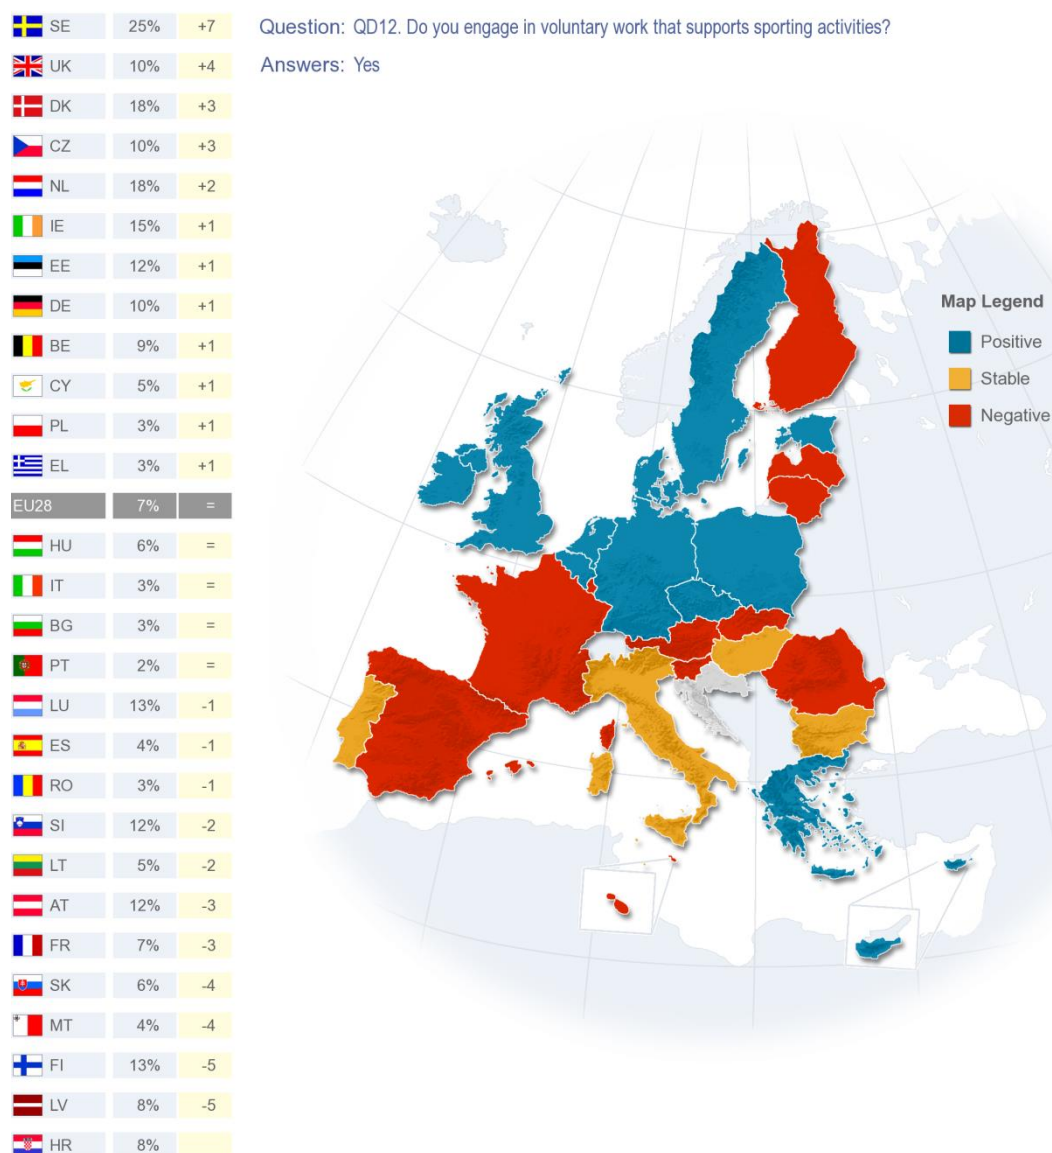 SE 25% +7
UK 10% +4
DK 18% +3
CZ 10% +3
NL 18% +2
IE 15% +1
EE 12% +1
DE 10% +1
BE 9% +1
CY 5% +1
PL 3% +1
EL 3% +1
EU28 7% =
HU 6% =
IT 3% =
BG 3% =
PT 2% =
LU 13% -1
ES 4% -1
RO 3% -1
SI 12% -2
LT 5% -2
AT 12% -3
FR 7% -3
SK 6% -4
MT 4% -4
FI 13% -5
LV 8% -5
HR 8%
Question: QD12. Do you engage in voluntary work that supports sporting activities?
Answers: Yes
Map Legend
Positive
Stable
Negative